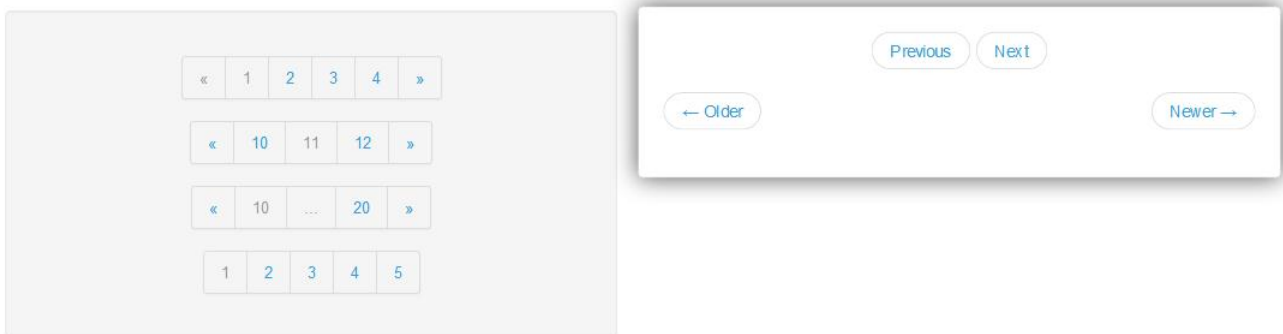 « 1 2 3 4 »
« 10 11 12 »
« 10 ... 20 »
1 2 3 4 5
Previous Next
← Older Newer →